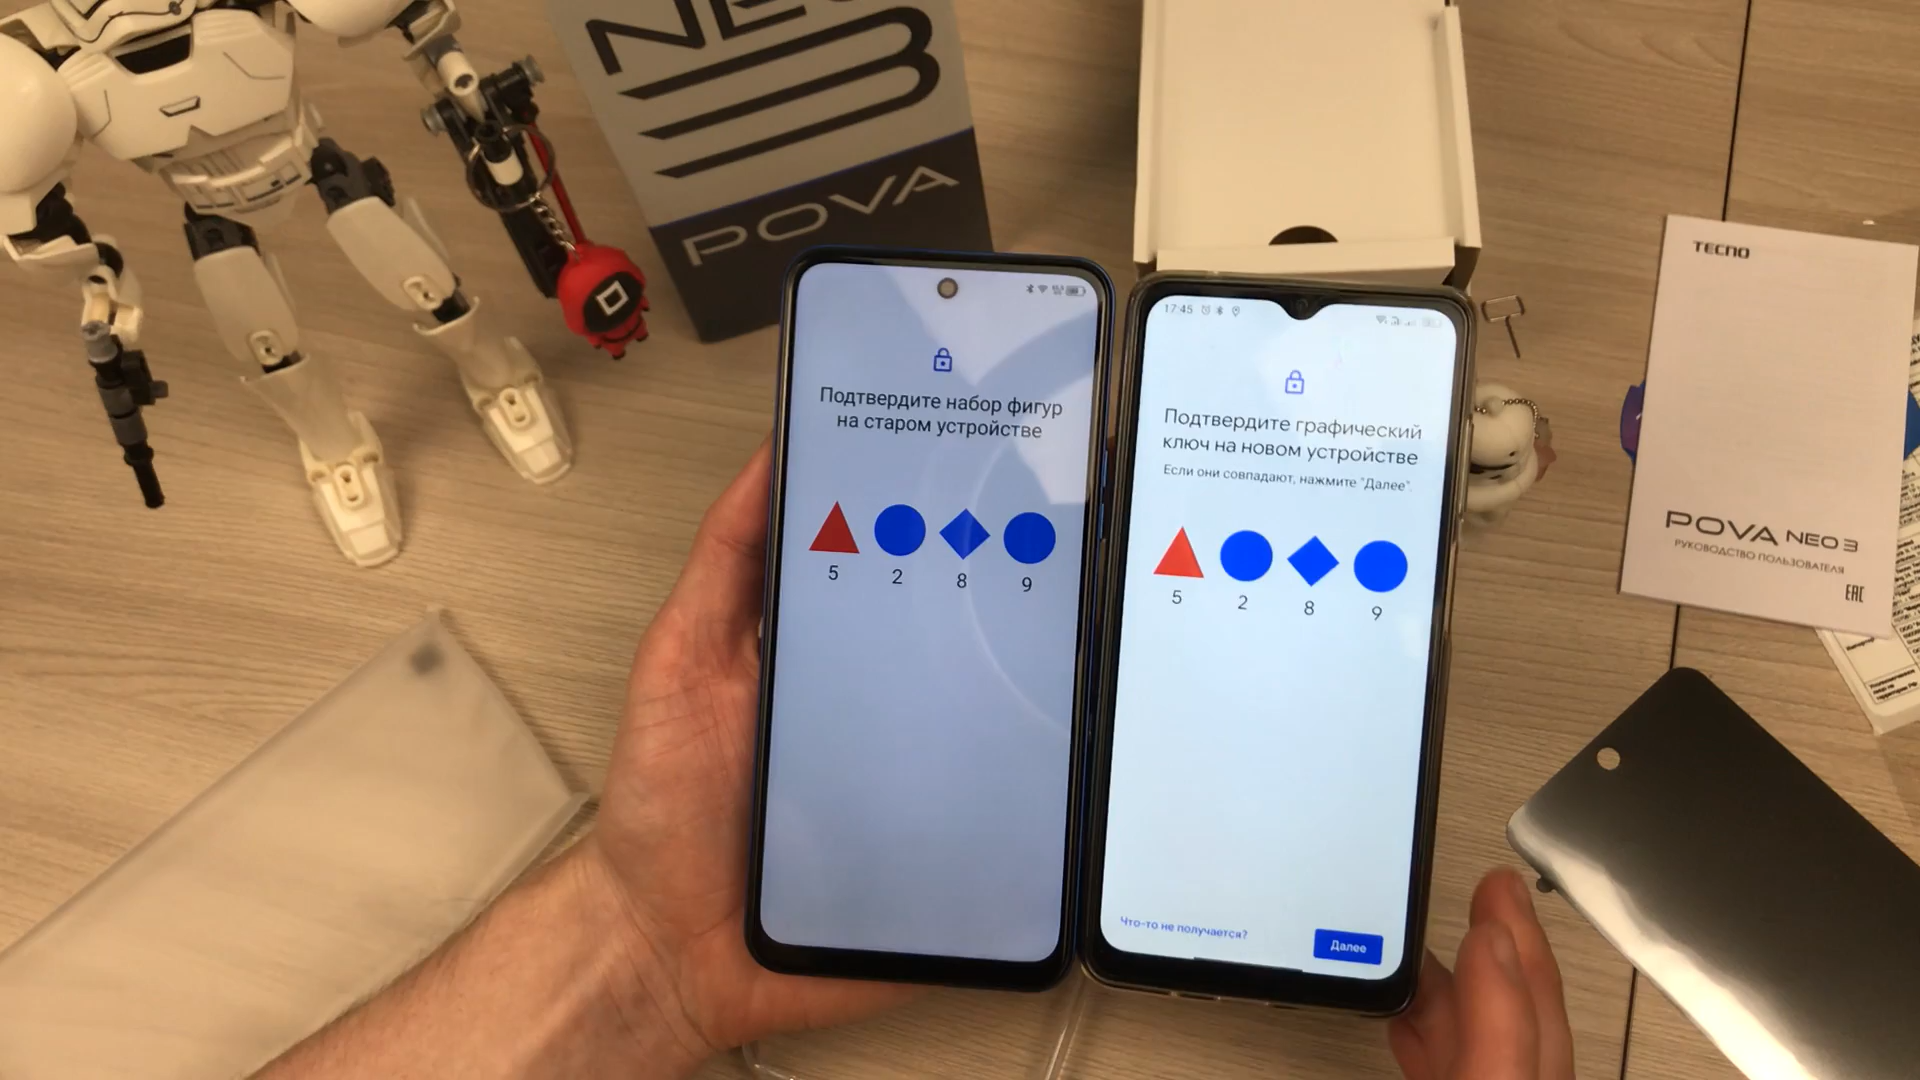 NEO
3
POVA
Подтвердите набор фигур
на старом устройстве
5 2 8 9
17:45
Подтвердите графический
ключ на новом устройстве
Если они совпадают, нажмите "Далее".
5 2 8 9
Что-то не получается?
Далее
TECNO
POVA NEO 3
РУКОВОДСТВО ПОЛЬЗОВАТЕЛЯ
EAC